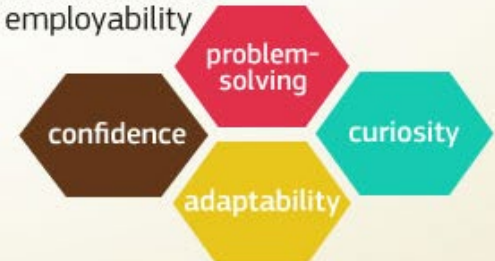 employability
problem-
solving
confidence
curiosity
adaptability